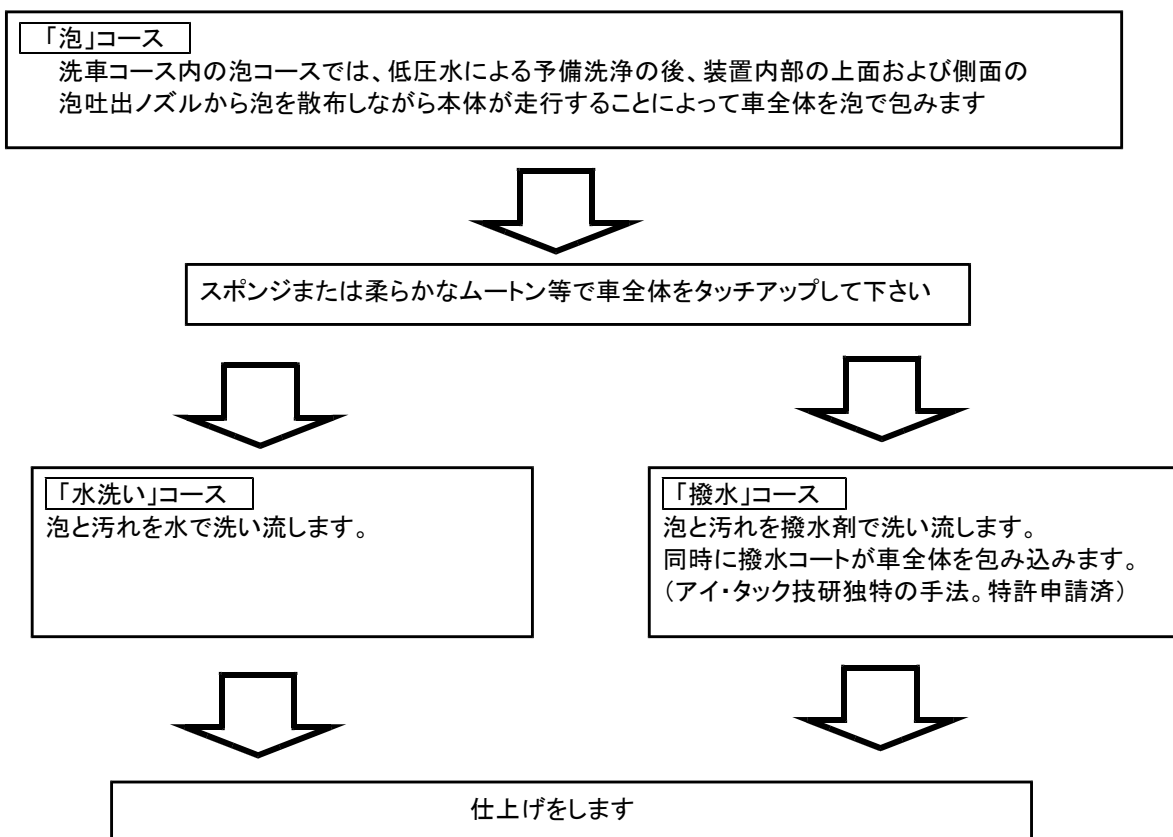 「泡」コース
洗車コース内の泡コースでは、低圧水による予備洗浄の後、装置内部の上面および側面の
泡吐出ノズルから泡を散布しながら本体が走行することによって車全体を泡で包みます
スポンジまたは柔らかなムートン等で車全体をタッチアップして下さい
「水洗い」コース
泡と汚れを水で洗い流します。
「撥水」コース
泡と汚れを撥水剤で洗い流します。
同時に撥水コートが車全体を包み込みます。
(アイ・タック技研独特の手法。特許申請済)
仕上げをします